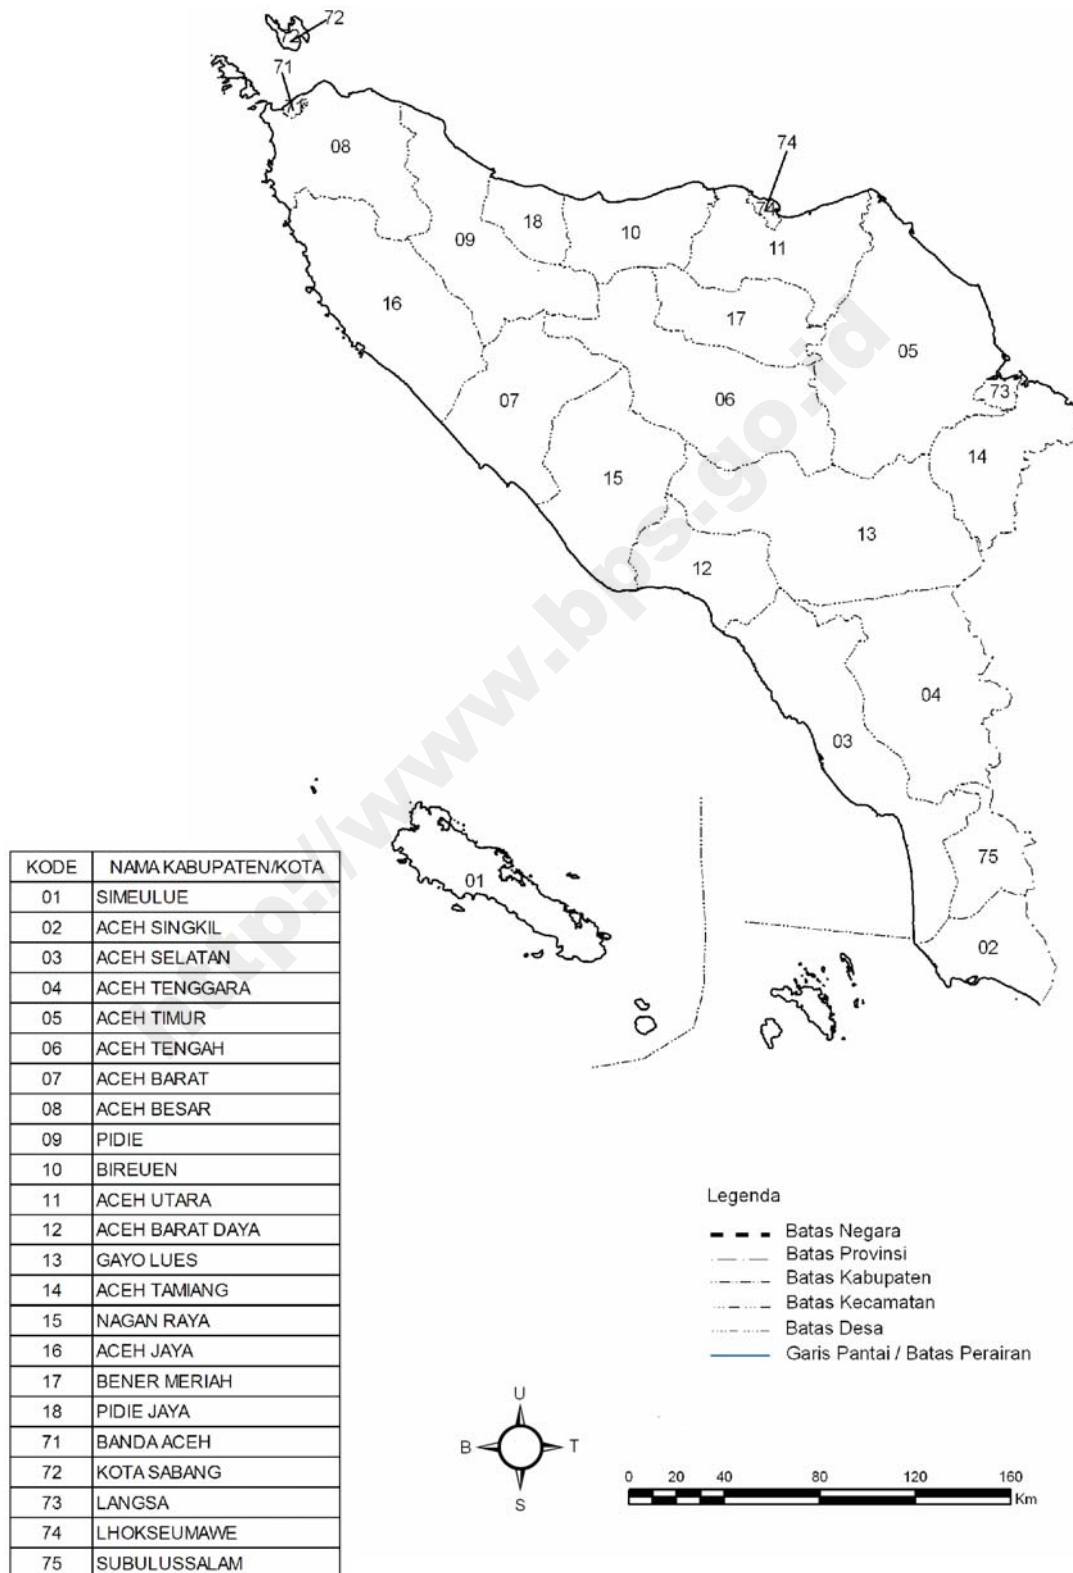 72
71
72
71
08
74
74
18
09
10
11
16
17
05
07
06
73
14
15
13
12
04
03
75
01
02
http://www.bps.go.id
KODE NAMA KABUPATEN/KOTA
01 SIMEULUE
02 ACEH SINGKIL
03 ACEH SELATAN
04 ACEH TENGGARA
05 ACEH TIMUR
06 ACEH TENGAH
07 ACEH BARAT
08 ACEH BESAR
09 PIDIE
10 BIREUEN
11 ACEH UTARA
12 ACEH BARAT DAYA
13 GAYO LUES
14 ACEH TAMIANG
15 NAGAN RAYA
16 ACEH JAYA
17 BENER MERIAH
18 PIDIE JAYA
71 BANDA ACEH
72 KOTA SABANG
73 LANGSA
74 LHOKSEUMAWE
75 SUBULUSSALAM
Legenda
Batas Negara
Batas Provinsi
Batas Kabupaten
Batas Kecamatan
Batas Desa
Garis Pantai / Batas Perairan
U
B T
S
0 20 40 80 120 160
Km